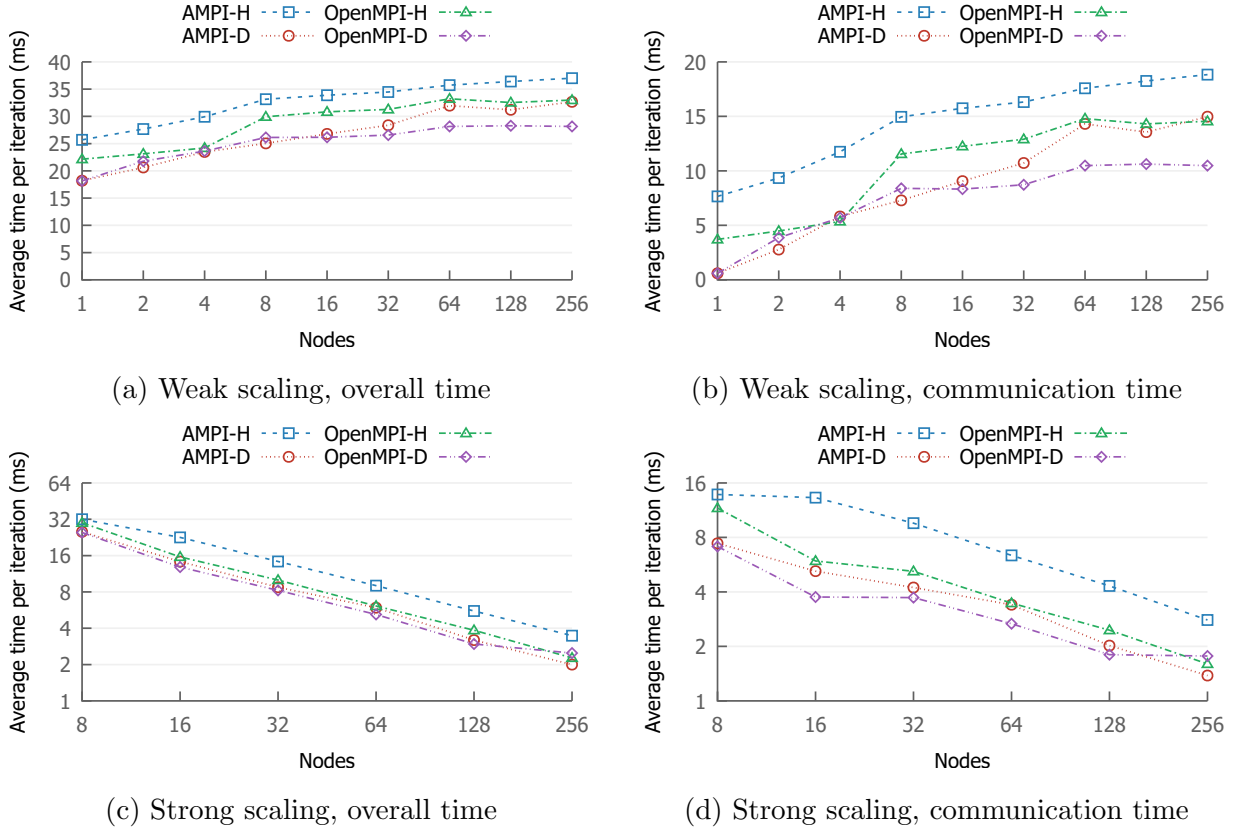 AMPI-H OpenMPI-H
AMPI-D OpenMPI-D
Average time per iteration (ms)
40
35
30
25
20
15
10
5
0
1 2 4 8 16 32 64 128 256
Nodes
(a) Weak scaling, overall time
AMPI-H OpenMPI-H
AMPI-D OpenMPI-D
Average time per iteration (ms)
20
15
10
5
0
1 2 4 8 16 32 64 128 256
Nodes
(b) Weak scaling, communication time
AMPI-H OpenMPI-H
AMPI-D OpenMPI-D
Average time per iteration (ms)
64
32
16
8
4
2
1
8 16 32 64 128 256
Nodes
(c) Strong scaling, overall time
AMPI-H OpenMPI-H
AMPI-D OpenMPI-D
Average time per iteration (ms)
16
8
4
2
1
8 16 32 64 128 256
Nodes
(d) Strong scaling, communication time